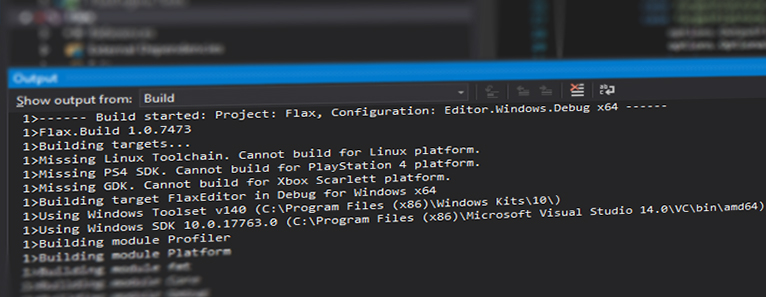 External Dependencies
Output
Show output from: Build
1>------ Build started: Project: Flax, Configuration: Editor.Windows.Debug x64 ------
1>Flax.Build 1.0.7473
1>Building targets...
1>Missing Linux Toolchain. Cannot build for Linux platform.
1>Missing PS4 SDK. Cannot build for PlayStation 4 platform.
1>Missing GDK. Cannot build for Xbox Scarlett platform.
1>Building target FlaxEditor in Debug for Windows x64
1>Using Windows Toolset v140 (C:\Program Files (x86)\Windows Kits\10\)
1>Using Windows SDK 10.0.17763.0 (C:\Program Files (x86)\Microsoft Visual Studio 14.0\VC\bin\amd64)
1>Building module Profiler
1>Building module Platform
1>Building module fmt
1>Building module Core